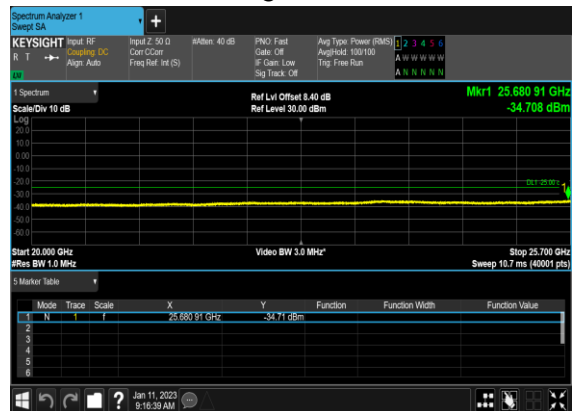 Spectrum Analyzer 1
Swept SA
+
KEYSIGHT Input: RF Input Z: 50 Ω #Atten: 40 dB PNO: Fast Avg Type: Power (RMS) 1 2 3 4 5 6
R T Coupling: DC Corr CCorr Gate: Off Avg|Hold: 100/100 A W W W W W
Align: Auto Freq Ref: Int (S) IF Gain: Low Trig: Free Run
Sig Track: Off A N N N N N
1 Spectrum Ref Lvl Offset 8.40 dB Mkr1 25.680 91 GHz
Scale/Div 10 dB Ref Level 30.00 dBm -34.708 dBm
Log
20.0
10.0
0.00
-10.0
-20.0
DL1 -25.00
1
-30.0
-40.0
-50.0
-60.0
Start 20.000 GHz Video BW 3.0 MHz* Stop 25.700 GHz
#Res BW 1.0 MHz Sweep 10.7 ms (40001 pts)
5 Marker Table
Mode Trace Scale X Y Function Function Width Function Value
1 N 1 f 25.680 91 GHz -34.71 dBm
2
3
4
5
6
? Jan 11, 2023
9:16:39 AM